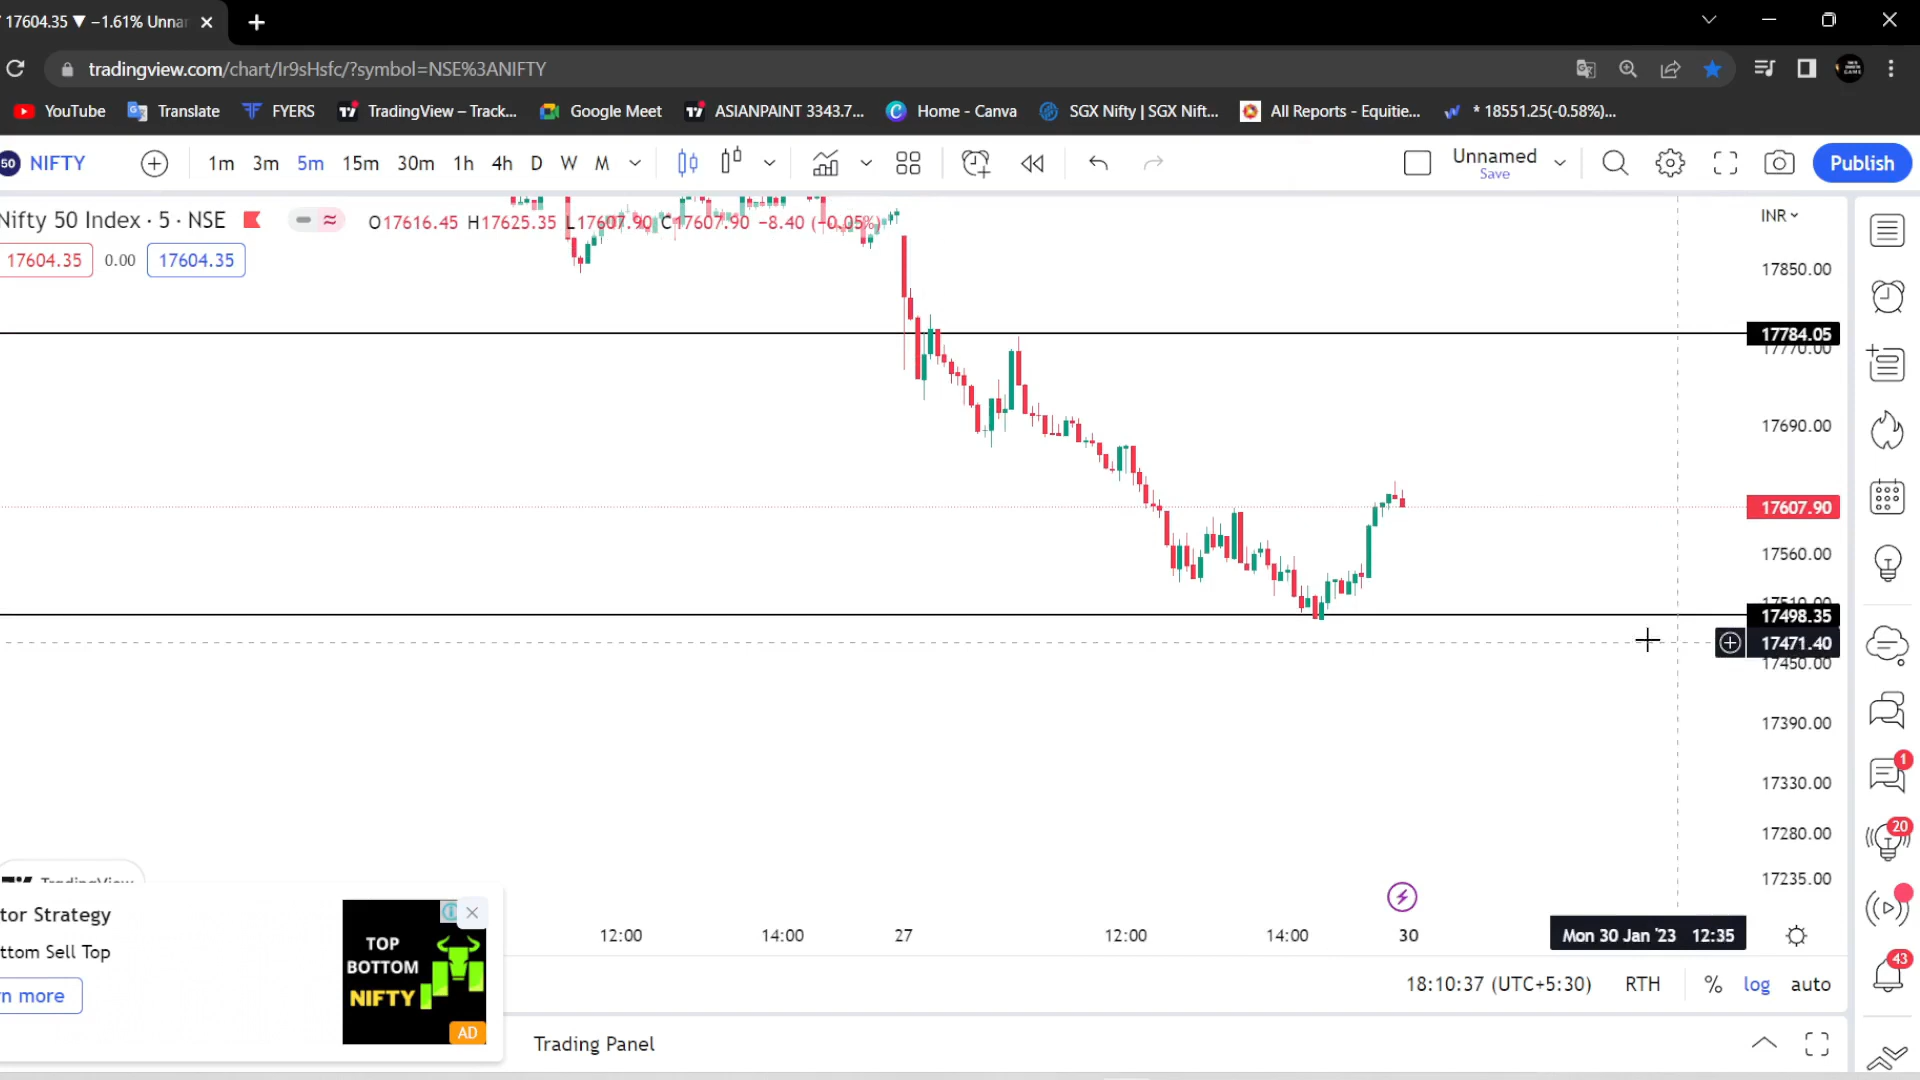 17604.35 ▼ −1.61% Unna
tradingview.com/chart/Ir9sHsfc/?symbol=NSE%3ANIFTY
YouTube Translate FYERS TradingView – Track... Google Meet ASIANPAINT 3343.7... Home - Canva SGX Nifty | SGX Nift... All Reports - Equitie... * 18551.25(-0.58%)...
50 NIFTY 1m 3m 5m 15m 30m 1h 4h D W M Unnamed Save Publish
Nifty 50 Index · 5 · NSE O17616.45 H17625.35 L17607.90 C17607.90 −8.40 (−0.05%)
INR
17604.35 0.00 17604.35
17850.00
17784.05
17770.00
17690.00
17607.90
17560.00
17510.00
17498.35
17471.40
17450.00
17390.00
17330.00
17280.00
17235.00
1
20
43
TradingView
tor Strategy
ttom Sell Top
n more
TOP
BOTTOM
NIFTY
AD
12:00 14:00 27 12:00 14:00 30 Mon 30 Jan '23 12:35
18:10:37 (UTC+5:30) RTH % log auto
Trading Panel